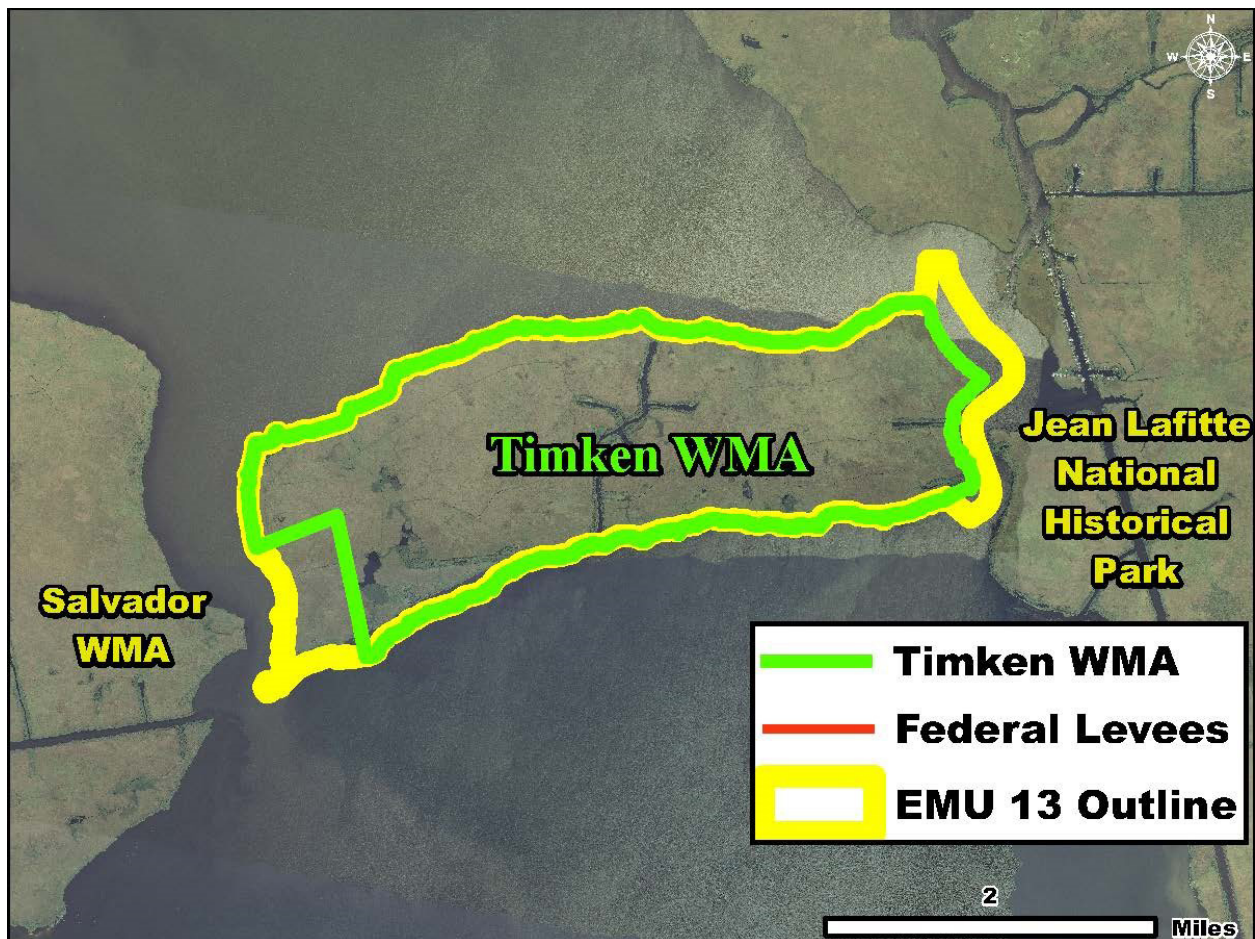 N
W E
S
Timken WMA
Jean Lafitte
National
Historical
Park
Salvador
WMA
Timken WMA
Federal Levees
EMU 13 Outline
2
Miles